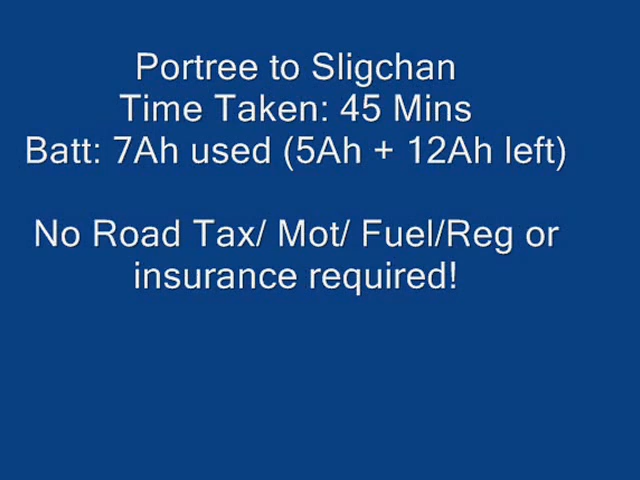 Portree to Sligchan
Time Taken: 45 Mins
Batt: 7Ah used (5Ah + 12Ah left)
No Road Tax/ Mot/ Fuel/Reg or
insurance required!